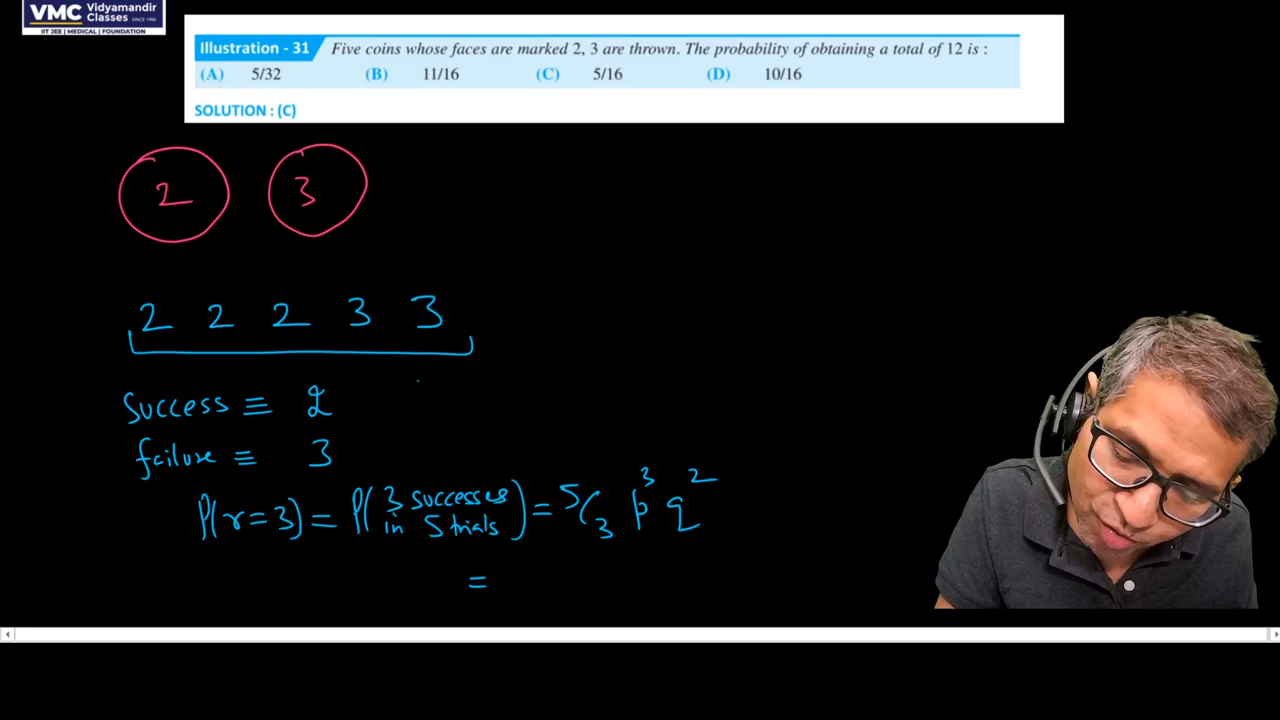 VMC Vidyamandir Classes SINCE 1986
IIT JEE | MEDICAL | FOUNDATION
Illustration - 31 Five coins whose faces are marked 2, 3 are thrown. The probability of obtaining a total of 12 is :
(A) 5/32 (B) 11/16 (C) 5/16 (D) 10/16
SOLUTION : (C)
2 3
2 2 2 3 3
Success ≡ 2
failure ≡ 3
P(r=3) = P(3 successes in 5 trials) = ⁵C₃ p³ q²
=